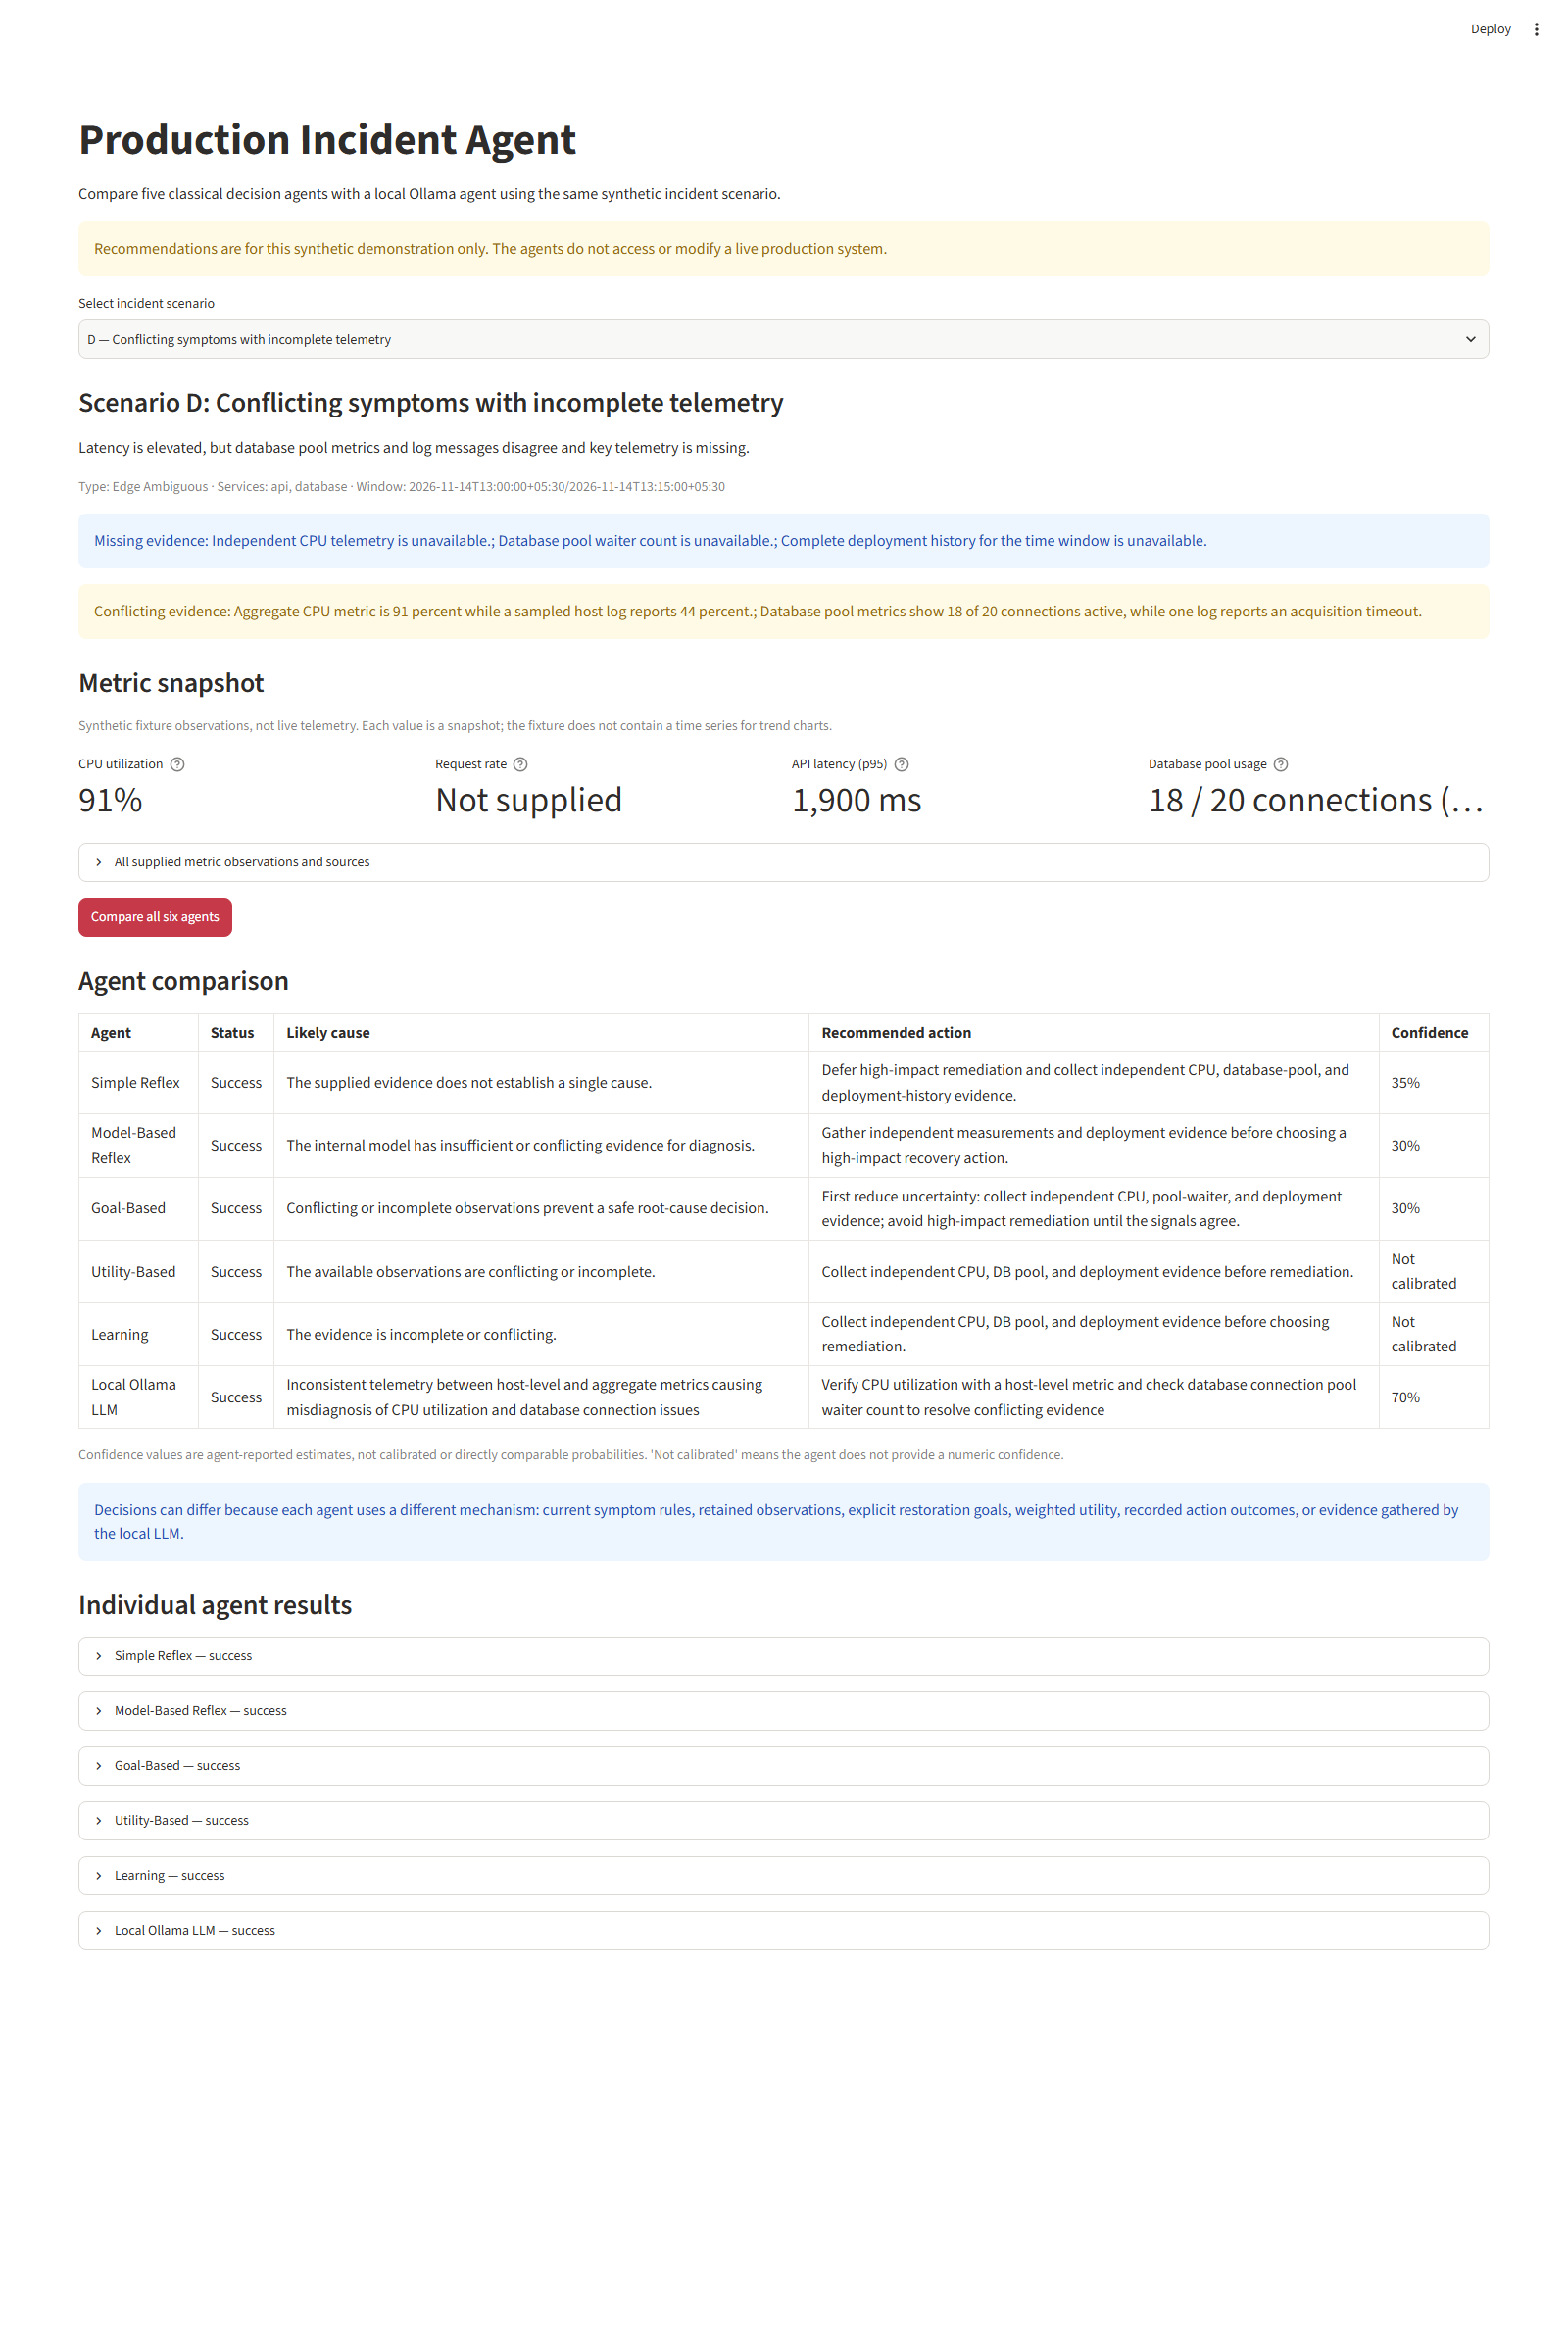 Deploy
Production Incident Agent
Compare five classical decision agents with a local Ollama agent using the same synthetic incident scenario.
Recommendations are for this synthetic demonstration only. The agents do not access or modify a live production system.
Select incident scenario
D — Conflicting symptoms with incomplete telemetry
Scenario D: Conflicting symptoms with incomplete telemetry
Latency is elevated, but database pool metrics and log messages disagree and key telemetry is missing.
Type: Edge Ambiguous · Services: api, database · Window: 2026-11-14T13:00:00+05:30/2026-11-14T13:15:00+05:30
Missing evidence: Independent CPU telemetry is unavailable.; Database pool waiter count is unavailable.; Complete deployment history for the time window is unavailable.
Conflicting evidence: Aggregate CPU metric is 91 percent while a sampled host log reports 44 percent.; Database pool metrics show 18 of 20 connections active, while one log reports an acquisition timeout.
Metric snapshot
Synthetic fixture observations, not live telemetry. Each value is a snapshot; the fixture does not contain a time series for trend charts.
CPU utilization
91%
Request rate
Not supplied
API latency (p95)
1,900 ms
Database pool usage
18 / 20 connections (…
All supplied metric observations and sources
Compare all six agents
Agent comparison
Agent Status Likely cause Recommended action Confidence
Simple Reflex
Success
The supplied evidence does not establish a single cause.
Defer high-impact remediation and collect independent CPU, database-pool, and
deployment-history evidence.
35%
Model-Based
Reflex
Success
The internal model has insufficient or conflicting evidence for diagnosis.
Gather independent measurements and deployment evidence before choosing a
high-impact recovery action.
30%
Goal-Based
Success
Conflicting or incomplete observations prevent a safe root-cause decision.
First reduce uncertainty: collect independent CPU, pool-waiter, and deployment
evidence; avoid high-impact remediation until the signals agree.
30%
Utility-Based
Success
The available observations are conflicting or incomplete.
Collect independent CPU, DB pool, and deployment evidence before remediation.
Not
calibrated
Learning
Success
The evidence is incomplete or conflicting.
Collect independent CPU, DB pool, and deployment evidence before choosing
remediation.
Not
calibrated
Local Ollama
LLM
Success
Inconsistent telemetry between host-level and aggregate metrics causing
misdiagnosis of CPU utilization and database connection issues
Verify CPU utilization with a host-level metric and check database connection pool
waiter count to resolve conflicting evidence
70%
Confidence values are agent-reported estimates, not calibrated or directly comparable probabilities. 'Not calibrated' means the agent does not provide a numeric confidence.
Decisions can differ because each agent uses a different mechanism: current symptom rules, retained observations, explicit restoration goals, weighted utility, recorded action outcomes, or evidence gathered by
the local LLM.
Individual agent results
Simple Reflex — success
Model-Based Reflex — success
Goal-Based — success
Utility-Based — success
Learning — success
Local Ollama LLM — success